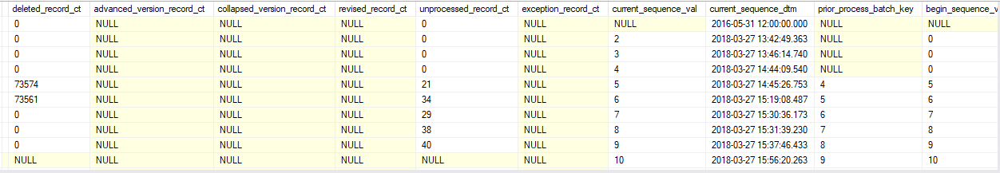 deleted_record_ct advanced_version_record_ct collapsed_version_record_ct revised_record_ct unprocessed_record_ct exception_record_ct current_sequence_val current_sequence_dtm prior_process_batch_key begin_sequence_v
0 NULL NULL NULL 0 NULL NULL 2016-05-31 12:00:00.000 NULL NULL
0 NULL NULL NULL 0 NULL 2 2018-03-27 13:42:49.363 NULL 0
0 NULL NULL NULL 0 NULL 3 2018-03-27 13:46:14.740 NULL 0
0 NULL NULL NULL 0 NULL 4 2018-03-27 14:44:09.540 NULL 0
73574 NULL NULL NULL 21 NULL 5 2018-03-27 14:45:26.753 4 5
73561 NULL NULL NULL 34 NULL 6 2018-03-27 15:19:08.487 5 6
0 NULL NULL NULL 29 NULL 7 2018-03-27 15:30:36.173 6 7
0 NULL NULL NULL 38 NULL 8 2018-03-27 15:31:39.230 7 8
0 NULL NULL NULL 40 NULL 9 2018-03-27 15:37:46.433 8 9
NULL NULL NULL NULL NULL NULL 10 2018-03-27 15:56:20.263 9 10